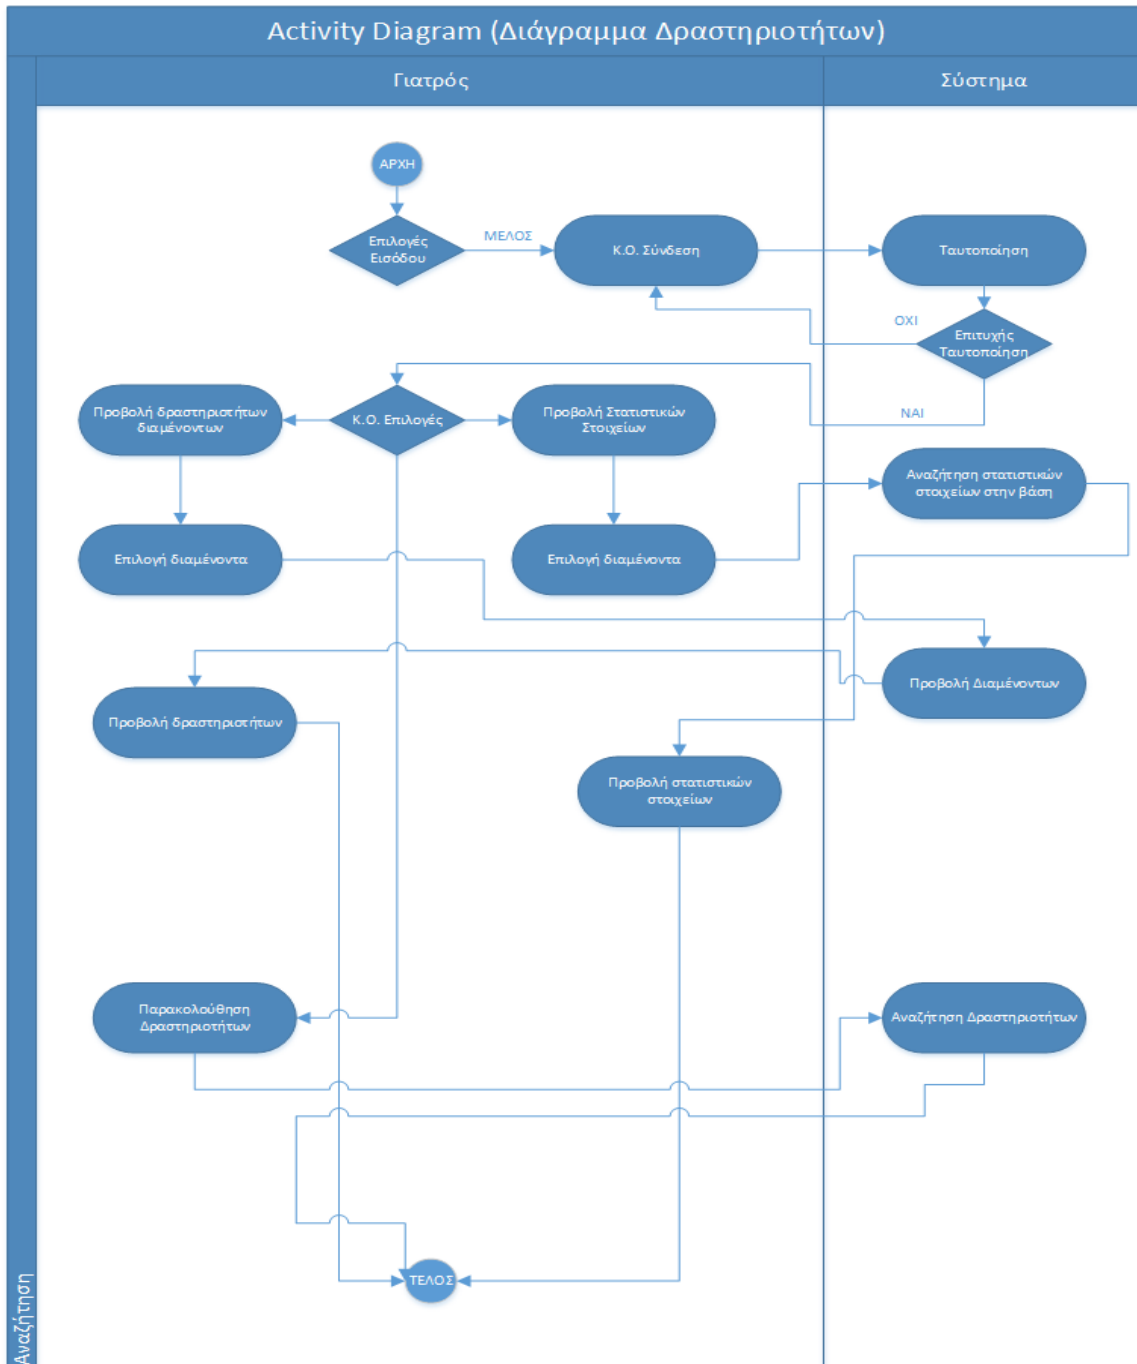 Activity Diagram (Διάγραμμα Δραστηριοτήτων)
Γιατρός
Σύστημα
ΑΡΧΗ
Επιλογές
Εισόδου
ΜΕΛΟΣ
Κ.Ο. Σύνδεση
Ταυτοποίηση
ΟΧΙ
Επιτυχής
Ταυτοποίηση
ΝΑΙ
Προβολή δραστηριοτήτων
διαμένοντων
Κ.Ο. Επιλογές
Προβολή Στατιστικών
Στοιχείων
Αναζήτηση στατιστικών
στοιχείων στην βάση
Επιλογή διαμένοντα
Επιλογή διαμένοντα
Προβολή Διαμένοντων
Προβολή δραστηριοτήτων
Προβολή στατιστικών
στοιχείων
Παρακολούθηση
Δραστηριοτήτων
Αναζήτηση Δραστηριοτήτων
ΤΕΛΟΣ
Αναζήτηση